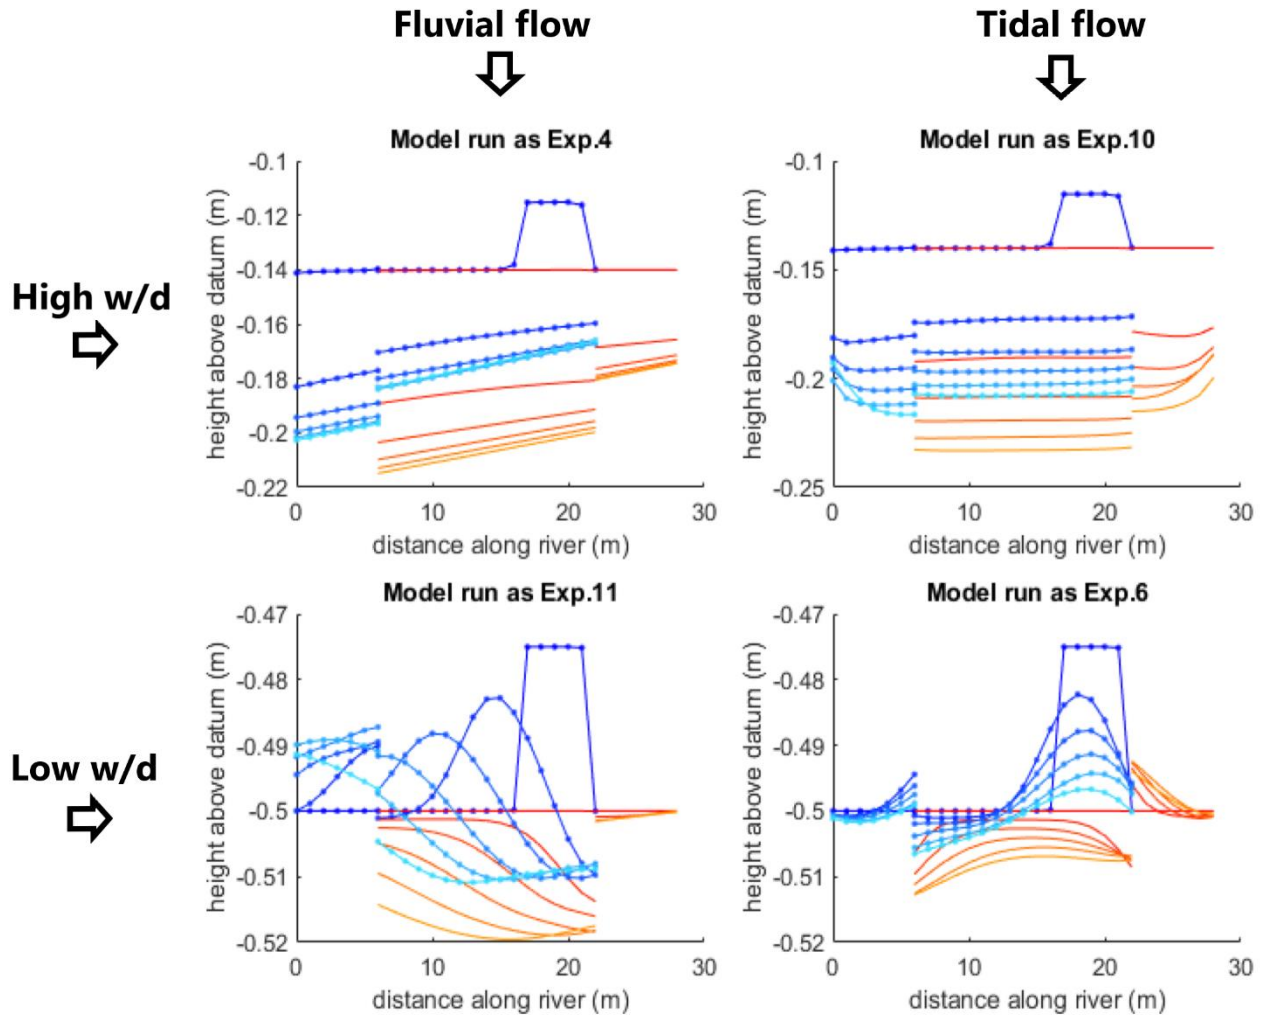 Fluvial flow
Tidal flow
High w/d
Low w/d
Model run as Exp.4
height above datum (m)
-0.1
-0.12
-0.14
-0.16
-0.18
-0.2
-0.22
0 10 20 30
distance along river (m)
Model run as Exp.10
height above datum (m)
-0.1
-0.15
-0.2
-0.25
0 10 20 30
distance along river (m)
Model run as Exp.11
height above datum (m)
-0.47
-0.48
-0.49
-0.5
-0.51
-0.52
0 10 20 30
distance along river (m)
Model run as Exp.6
height above datum (m)
-0.47
-0.48
-0.49
-0.5
-0.51
-0.52
0 10 20 30
distance along river (m)